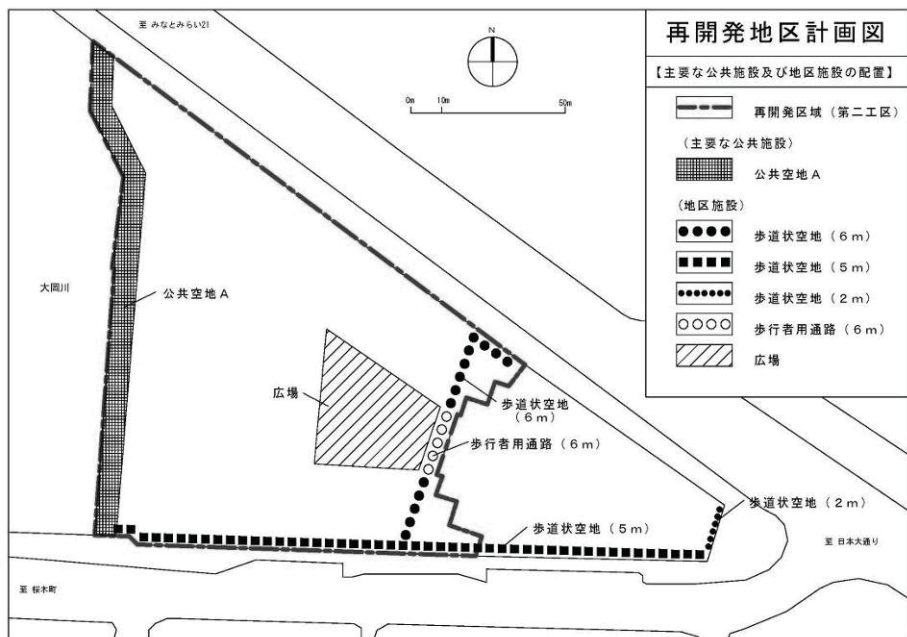 至 みなとみらい21
N
0m 10m 50m
再開発地区計画図
【主要な公共施設及び地区施設の配置】
再開発区域(第二工区)
(主要な公共施設)
公共空地A
(地区施設)
歩道状空地(6m)
歩道状空地(5m)
歩道状空地(2m)
歩行者用通路(6m)
広場
大岡川
公共空地A
広場
歩道状空地
(6m)
歩行者用通路(6m)
歩道状空地(2m)
歩道状空地(5m)
至 日本大通り
至 桜木町